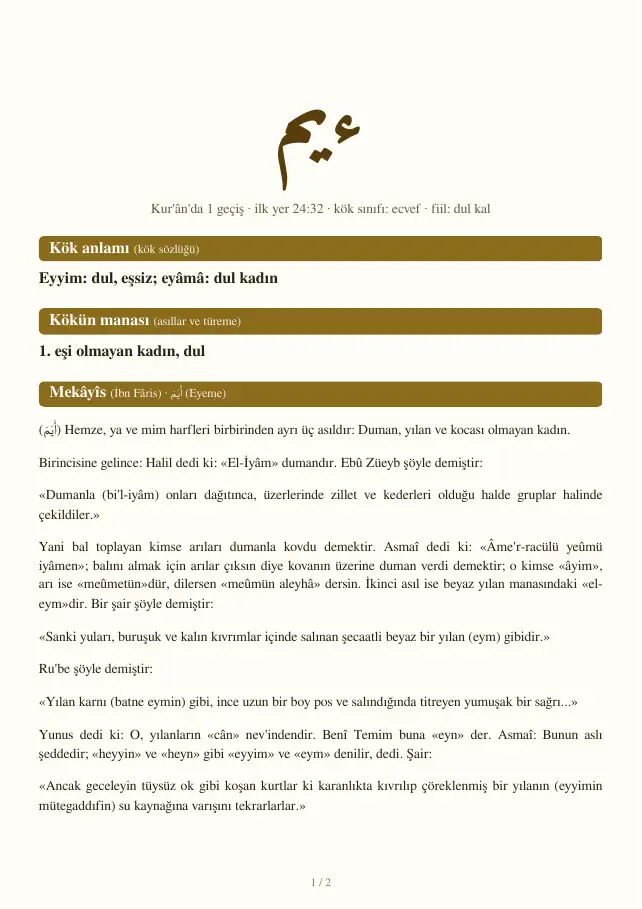 ءيم
Kur'ân'da 1 geçiş · ilk yer 24:32 · kök sınıfı: ecvef · fiil: dul kal
Kök anlamı (kök sözlüğü)
Eyyim: dul, eşsiz; eyâmâ: dul kadın
Kökün manası (asıllar ve türeme)
1. eşi olmayan kadın, dul
Mekâyîs (İbn Fâris) · أَيَمَ (Eyeme)
(أَيَمَ) Hemze, ya ve mim harfleri birbirinden ayrı üç asıldır: Duman, yılan ve kocası olmayan kadın.
Birincisine gelince: Halil dedi ki: «El-İyâm» dumandır. Ebû Züeyb şöyle demiştir:
«Dumanla (bi'l-iyâm) onları dağıtınca, üzerlerinde zillet ve kederleri olduğu halde gruplar halinde
çekildiler.»
Yani bal toplayan kimse arıları dumanla kovdu demektir. Asmaî dedi ki: «Âme'r-racülü yeûmü
iyâmen»; balını almak için arılar çıksın diye kovanın üzerine duman verdi demektir; o kimse «âyim»,
arı ise «meûmetün»dür, dilersen «meûmün aleyhâ» dersin. İkinci asıl ise beyaz yılan manasındaki «el-
eym»dir. Bir şair şöyle demiştir:
«Sanki yuları, buruşuk ve kalın kıvrımlar içinde salınan şecaatli beyaz bir yılan (eym) gibidir.»
Ru'be şöyle demiştir:
«Yılan karnı (batne eymin) gibi, ince uzun bir boy pos ve salındığında titreyen yumuşak bir sağrı...»
Yunus dedi ki: O, yılanların «cân» nev'indendir. Benî Temim buna «eyn» der. Asmaî: Bunun aslı
şeddedir; «heyyin» ve «heyn» gibi «eyyim» ve «eym» denilir, dedi. Şair:
«Ancak geceleyin tüysüz ok gibi koşan kurtlar ki karanlıkta kıvrılıp çöreklenmiş bir yılanın (eyyimin
mütegaddıfin) su kaynağına varışını tekrarlarlar.»
1 / 2